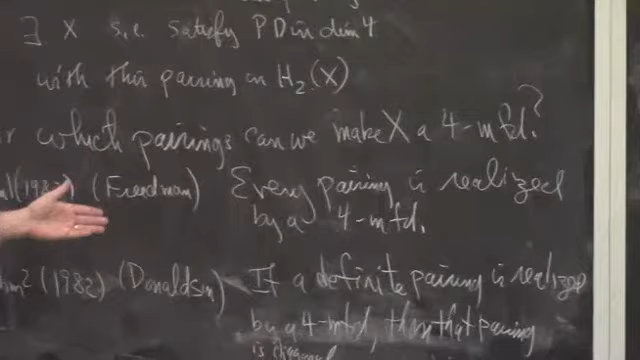 ∃ X s.t. satisfy PD in dim 4
with this pairing on H₂(X)
which pairings can we make X a 4-mfd?
(1982) (Freedman) Every pairing is realized
by a 4-mfd.
² (1982) (Donaldson) If a definite pairing is realized
by a 4-mfd, then that pairing
is diagonal